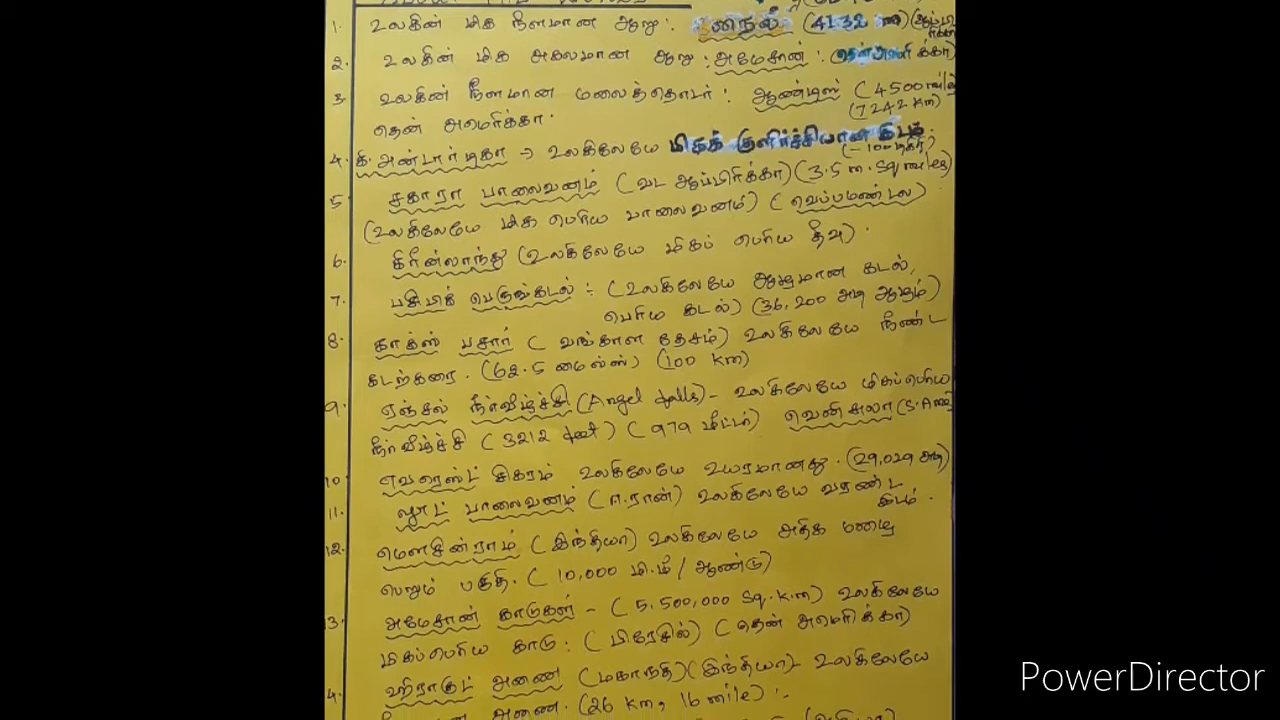 1. உலகின் மிக நீளமான ஆறு : நைல் (4132
2. உலகின் மிக அகலமான ஆறு : அமேசான் : தென் அமெரிக்கா)
3. உலகின் நீளமான மலைத்தொடர் : ஆண்டிஸ் (4500 mile)
(7242 km)
தென் அமெரிக்கா.
4. கி. அண்டார்டிகா → உலகிலேயே மிகக் குளிர்ச்சியான இடம்.
5 சகாரா பாலைவனம் (வட ஆப்பிரிக்கா) (3.5 m. Sq miles)
(உலகிலேயே மிக பெரிய பாலைவனம்) (வெப்பமண்டல)
6. கிரீன்லாந்து (உலகிலேயே மிகப் பெரிய தீவு).
7. பசிபிக் பெருங்கடல் :- (உலகிலேயே ஆழமான கடல்,
பெரிய கடல்) (36,200 அடி ஆழம்)
8. காக்ஸ் பசார் (வங்காள தேசம்) உலகிலேயே நீண்ட
கடற்கரை. (62.5 மைல்ஸ்) (100 km)
9. ஏஞ்சல் நீர்வீழ்ச்சி (Angel falls) - உலகிலேயே மிகப்பெரிய
நீர்வீழ்ச்சி (3212 feet) (979 மீட்டர்) வெனிசுலா (S. Ame)
10. எவரெஸ்ட் சிகரம் உலகிலேயே உயரமானது. (29,029 அடி)
11. லூட் பாலைவனம் (ஈரான்) உலகிலேயே வரண்ட
இடம்.
12. மௌசின்ராம் (இந்தியா) உலகிலேயே அதிக மழை
பெறும் பகுதி. (10,000 மி.மீ / ஆண்டு)
13. அமேசான் காடுகள் - (5,500,000 Sq.k.m) உலகிலேயே
மிகப்பெரிய காடு : (பிரேசில்) (தென் அமெரிக்கா)
4. ஹிராகுட் அணை (மகாநதி) (இந்தியா) - உலகிலேயே
அணை. (26 km, 16 mile) :-
PowerDirector